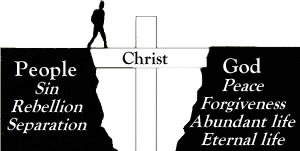 Christ
People
Sin
Rebellion
Separation
God
Peace
Forgiveness
Abundant life
Eternal life